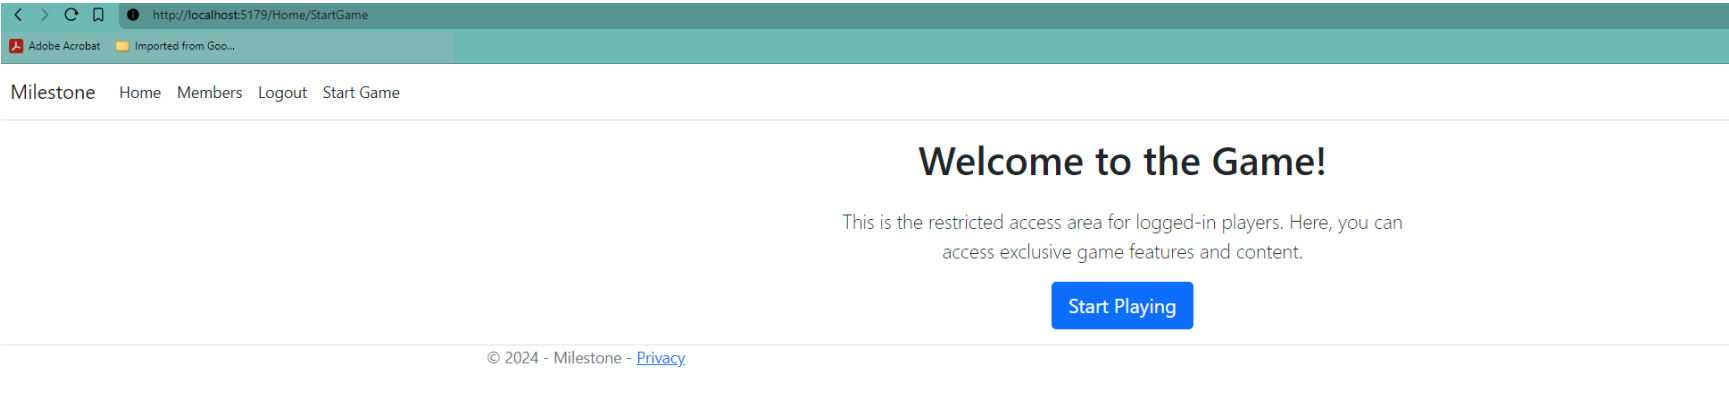 http://localhost:5179/Home/StartGame
Adobe Acrobat Imported from Goo...
Milestone Home Members Logout Start Game
Welcome to the Game!
This is the restricted access area for logged-in players. Here, you can
access exclusive game features and content.
Start Playing
© 2024 - Milestone - Privacy